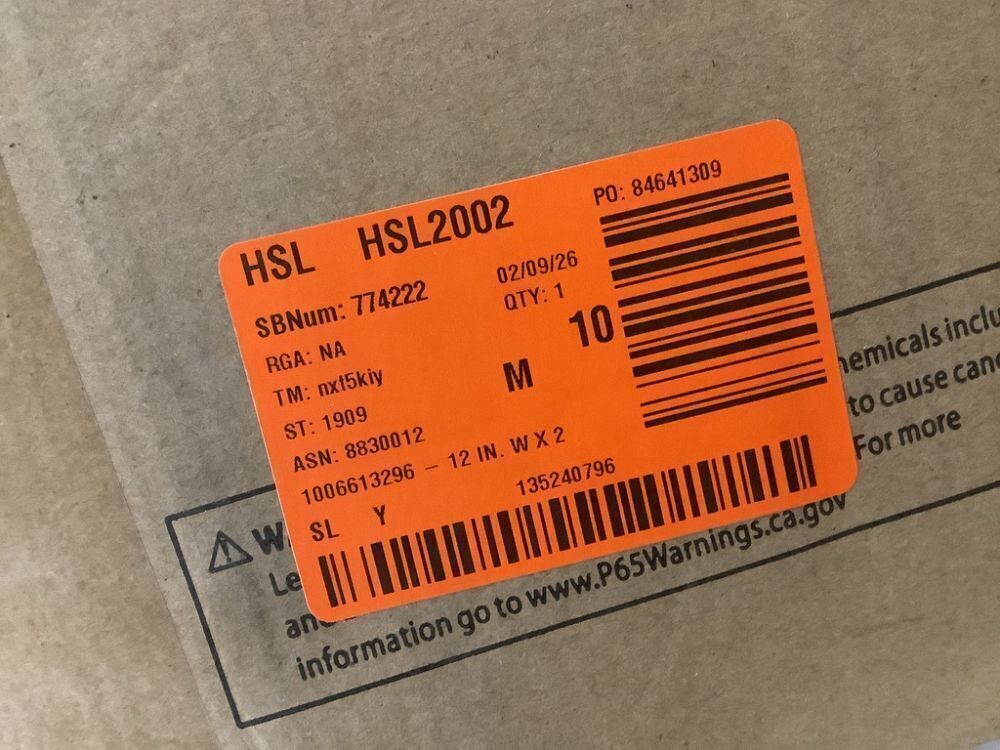 HSL HSL2002
PO: 84641309
SBNum: 774222
02/09/26
RGA: NA
QTY: 1
TM: nxt5kiy
M
10
ST: 1909
ASN: 8830012
1006613296 – 12 IN. W X 2
SL Y
135240796
hemicals inclu
to cause canc
For more
W
Le
an
information go to www.P65Warnings.ca.gov